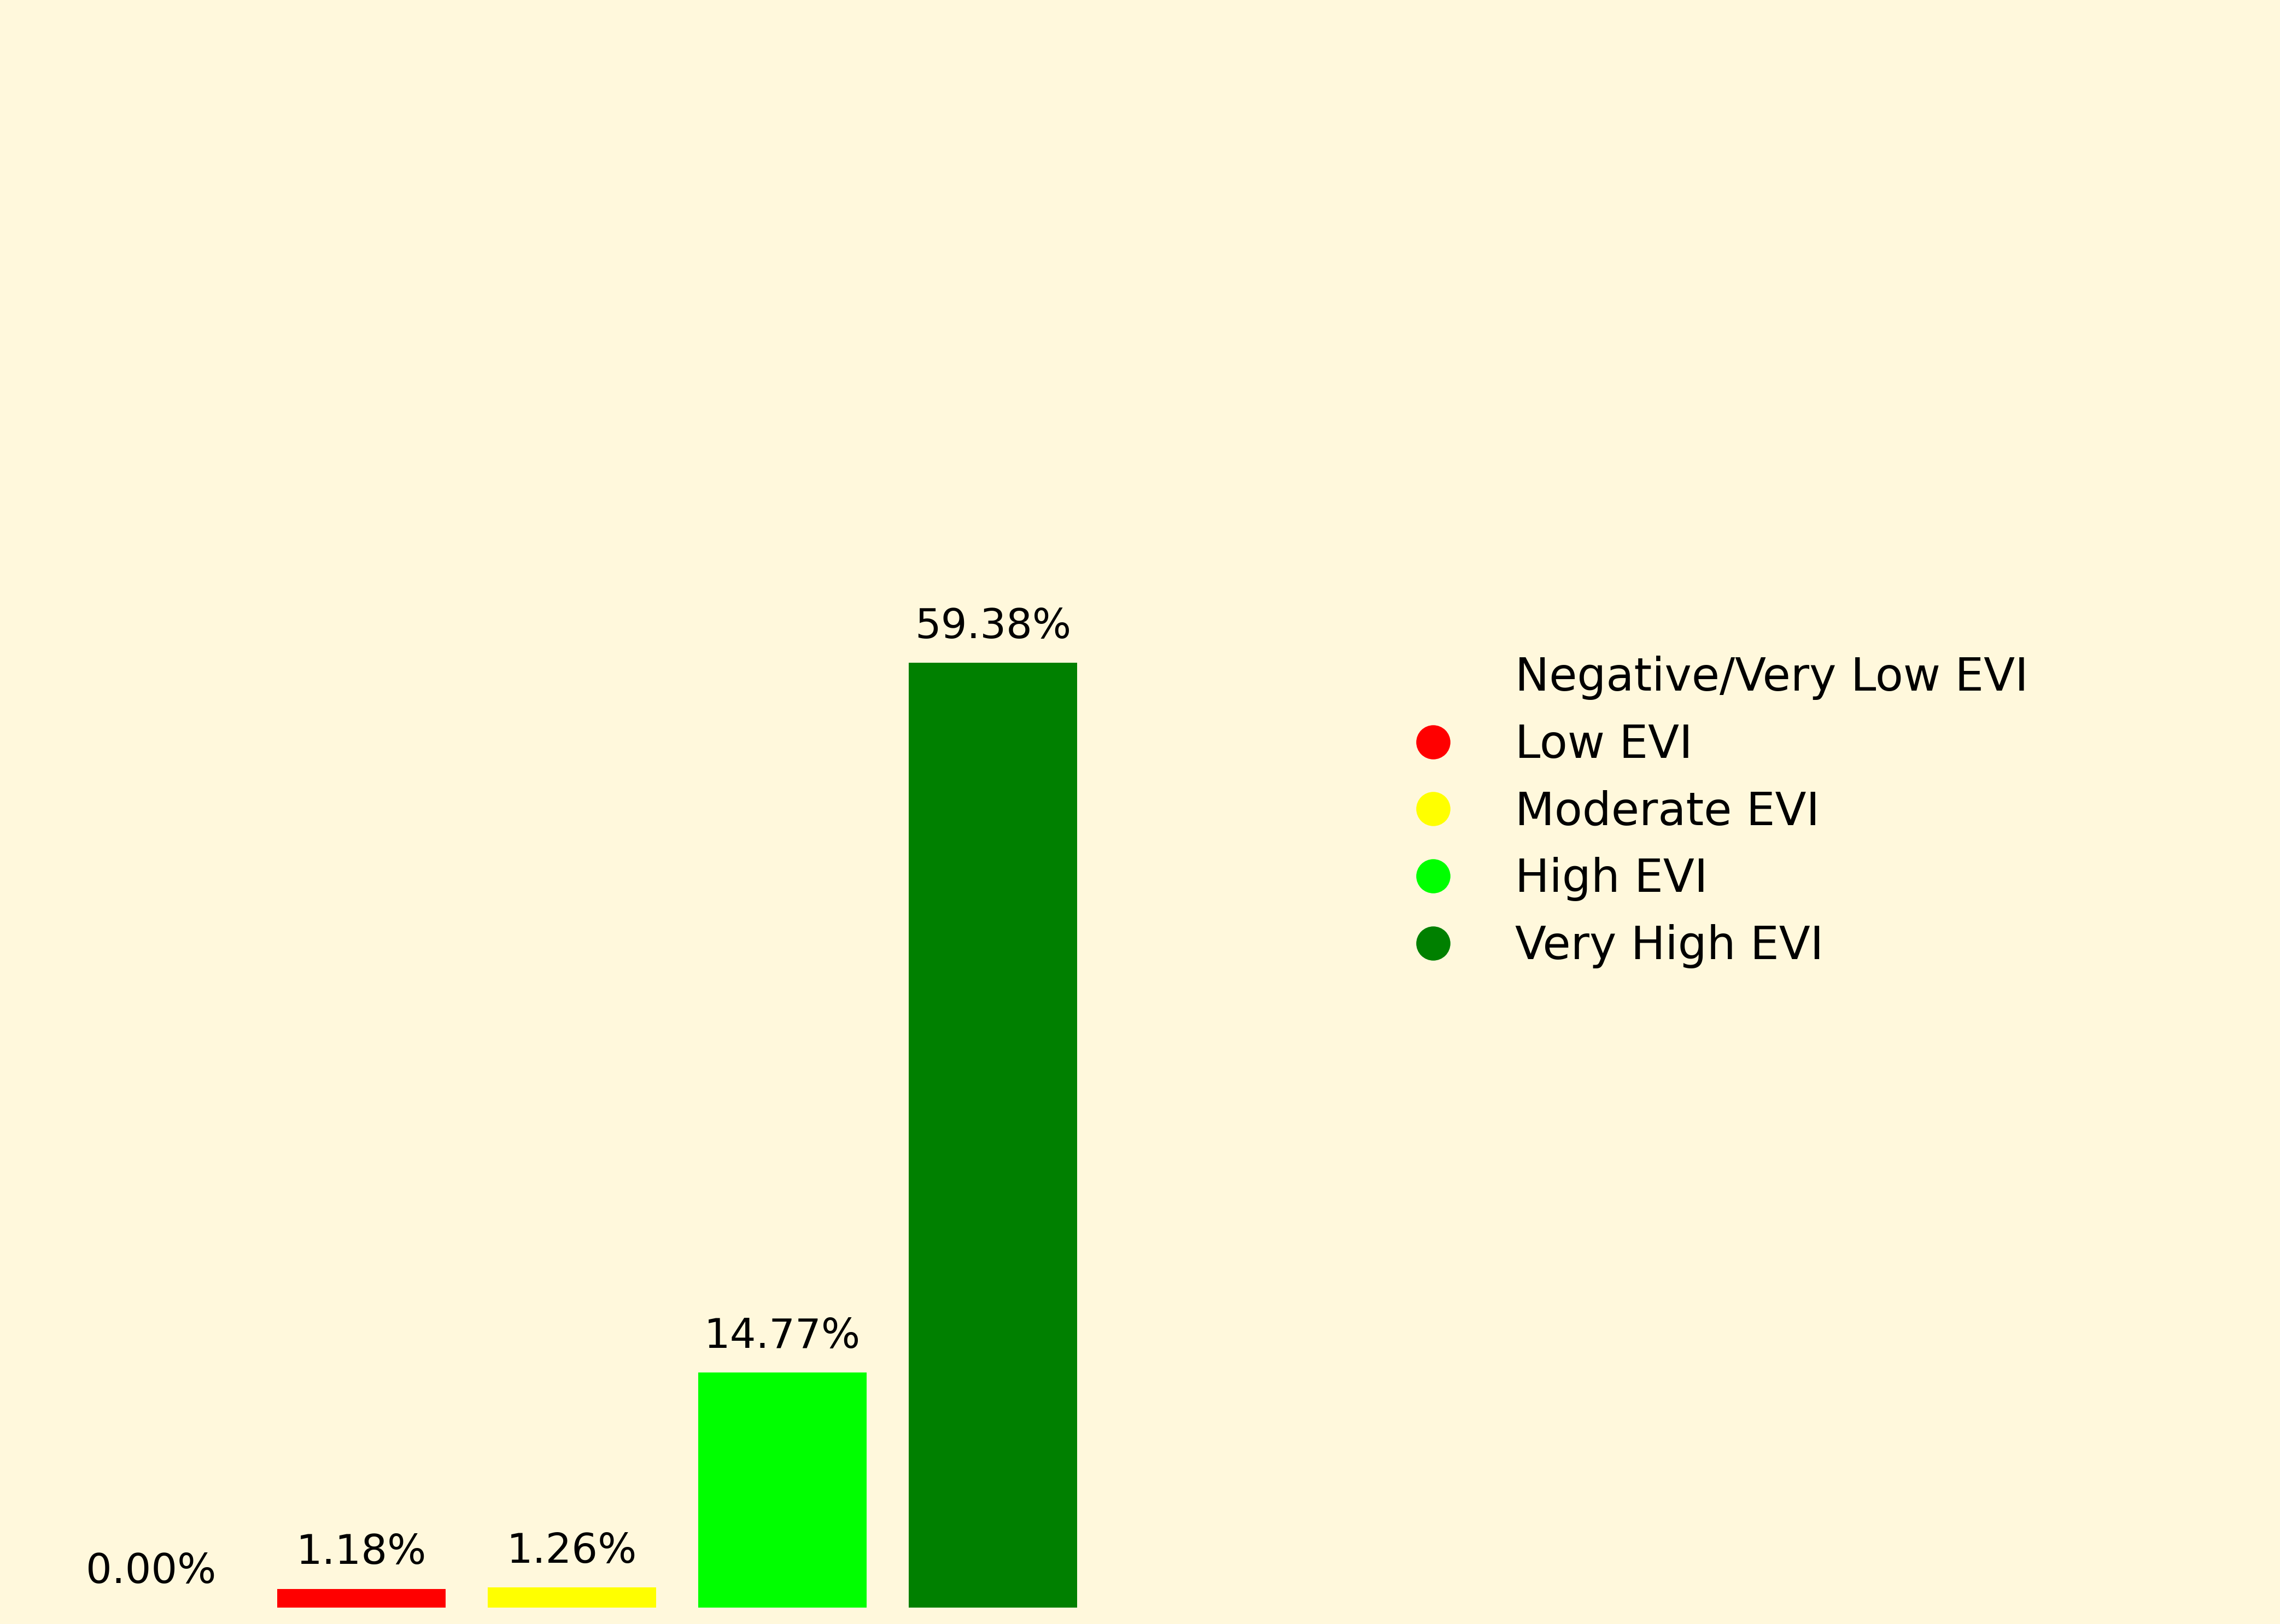 59.38%
14.77%
1.26%
1.18%
0.00%
Negative/Very Low EVI
Low EVI
Moderate EVI
High EVI
Very High EVI